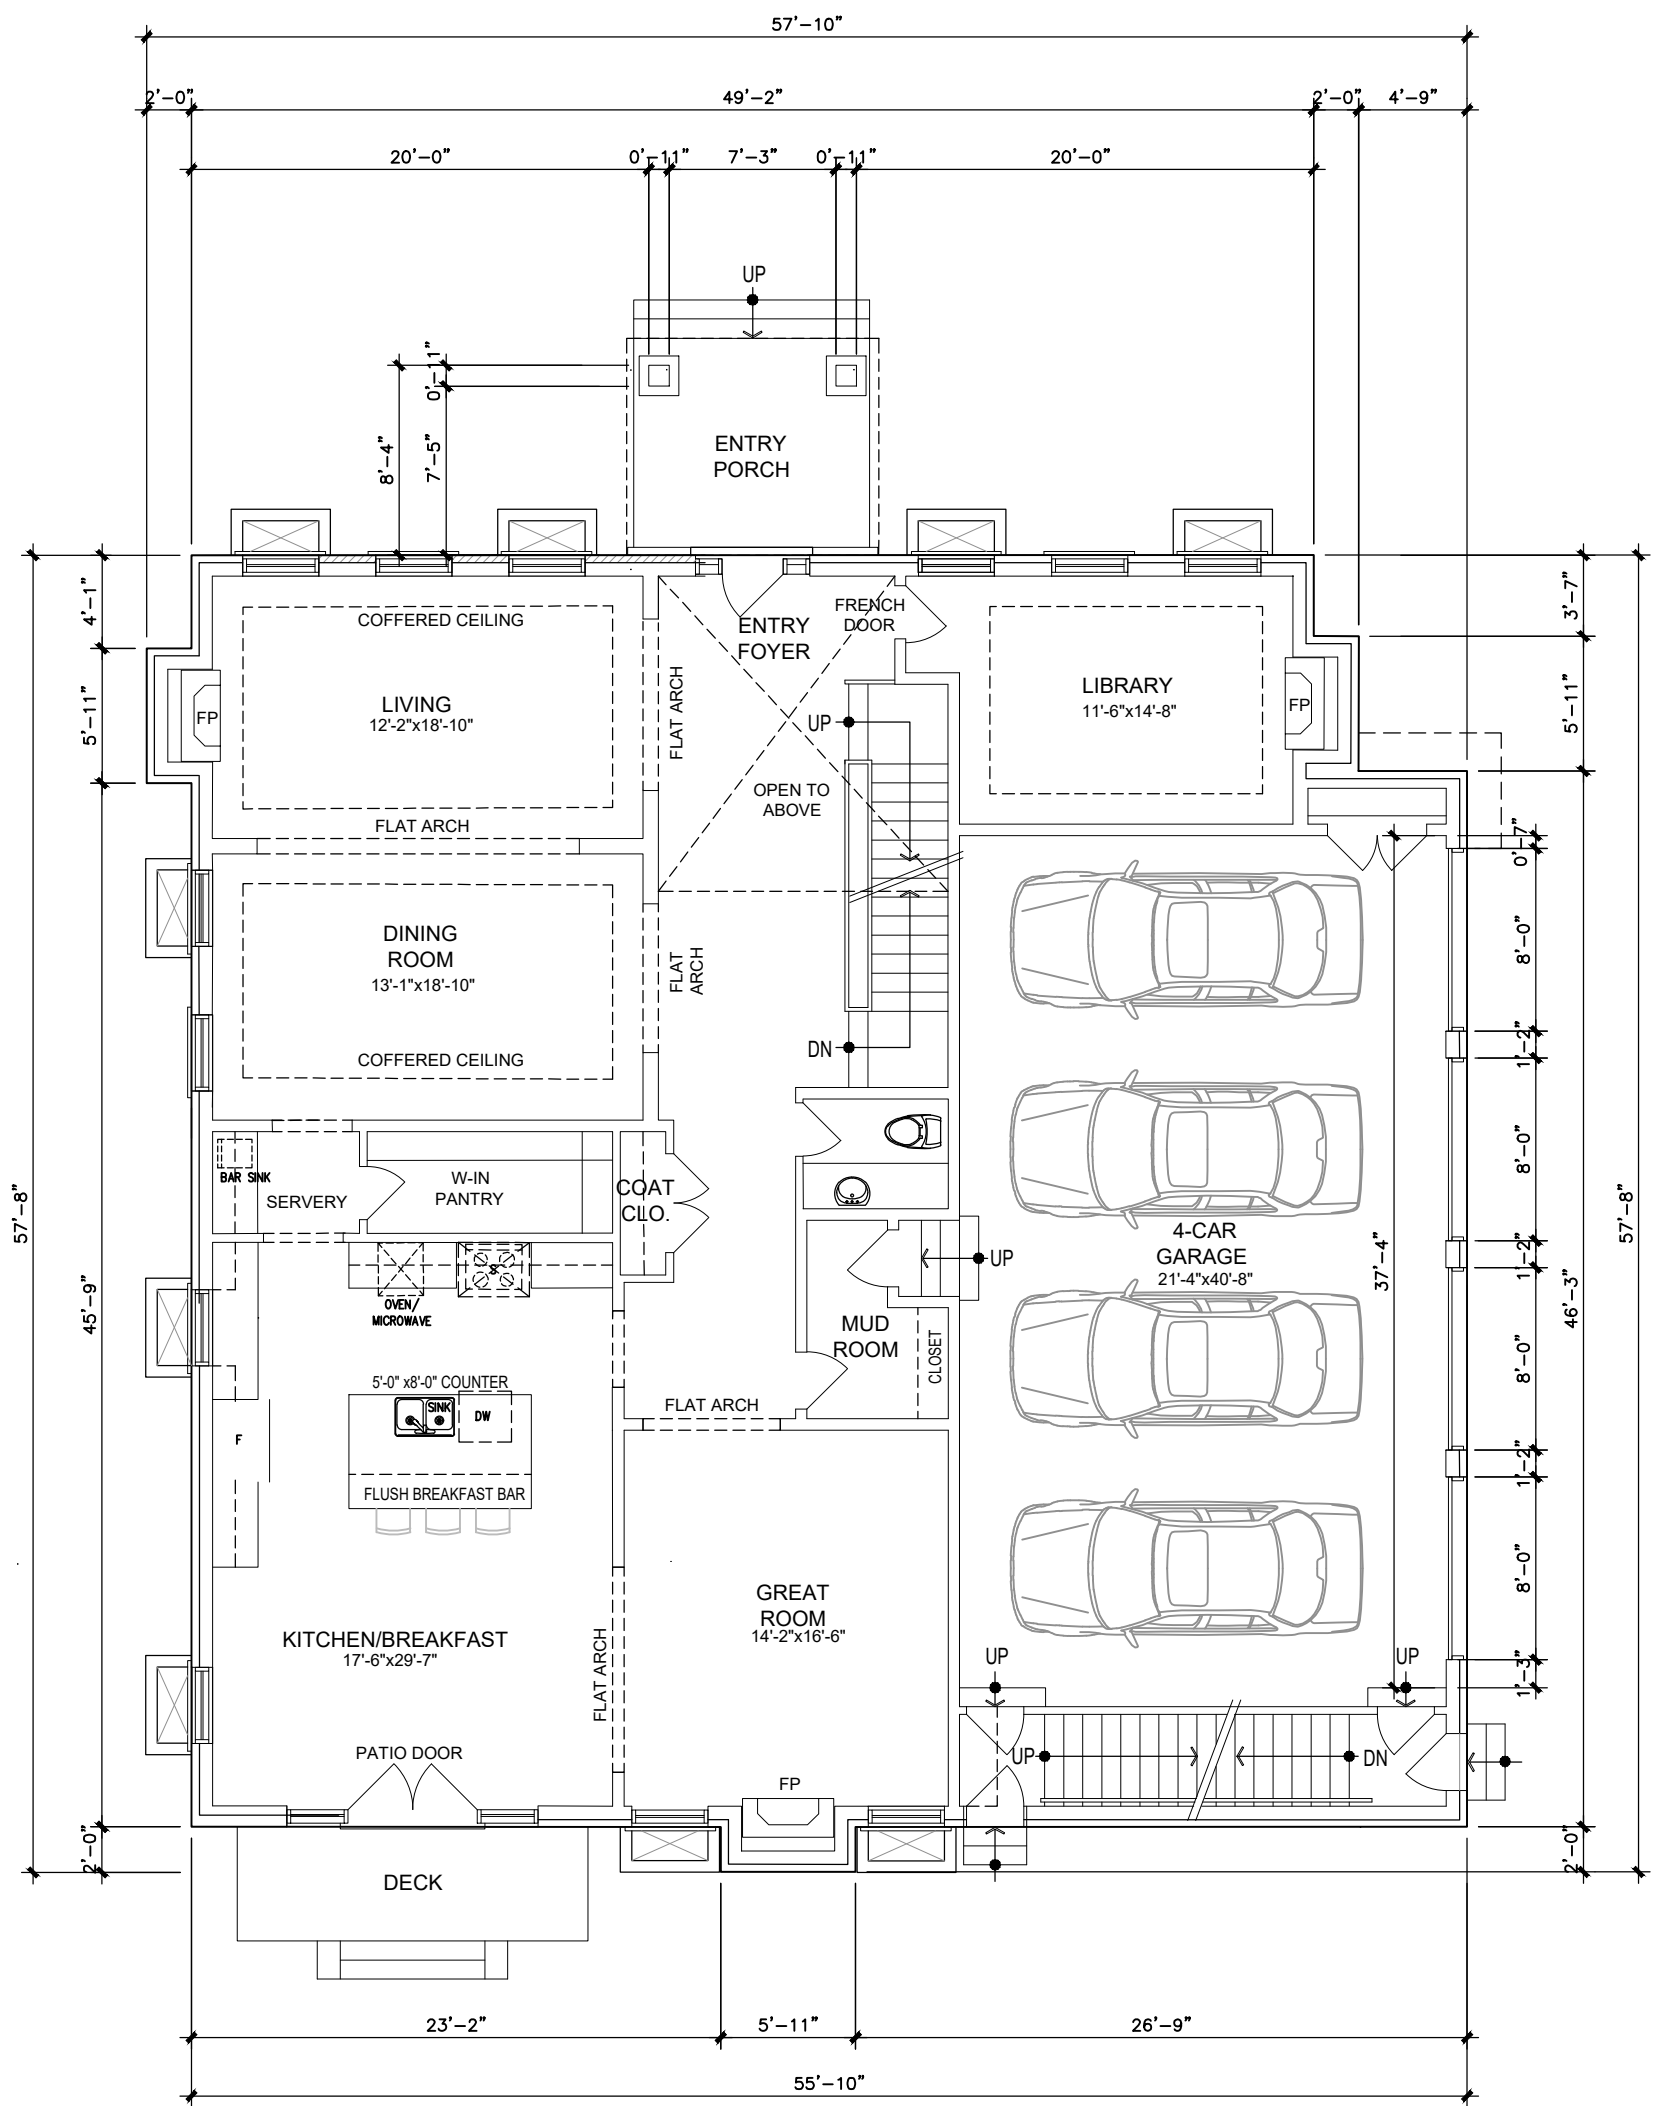 57'-10"
2'-0" 49'-2" 2'-0" 4'-9"
20'-0" 0'-11" 7'-3" 0'-11" 20'-0"
UP
0'-11"
8'-4"
7'-5"
ENTRY
PORCH
4'-1"
3'-7"
COFFERED CEILING
ENTRY
FOYER
FRENCH
DOOR
LIVING
12'-2"x18'-10"
FP
FLAT ARCH
UP
LIBRARY
11'-6"x14'-8"
FP
5'-11"
5'-11"
OPEN TO
ABOVE
FLAT ARCH
0'-7"
DINING
ROOM
13'-1"x18'-10"
FLAT
ARCH
8'-0"
COFFERED CEILING
DN
1'-2"
BAR SINK
SERVERY
W-IN
PANTRY
COAT
CLO.
8'-0"
57'-8"
57'-8"
4-CAR
GARAGE
21'-4"x40'-8"
UP
1'-2"
37'-4"
45'-9"
46'-3"
OVEN/
MICROWAVE
S
MUD
ROOM
CLOSET
5'-0" x8'-0" COUNTER
SINK
DW
F
FLAT ARCH
8'-0"
FLUSH BREAKFAST BAR
1'-2"
GREAT
ROOM
14'-2"x16'-6"
8'-0"
KITCHEN/BREAKFAST
17'-6"x29'-7"
FLAT ARCH
UP
UP
1'-3"
PATIO DOOR
FP
UP
DN
2'-0"
2'-0"
DECK
23'-2" 5'-11" 26'-9"
55'-10"